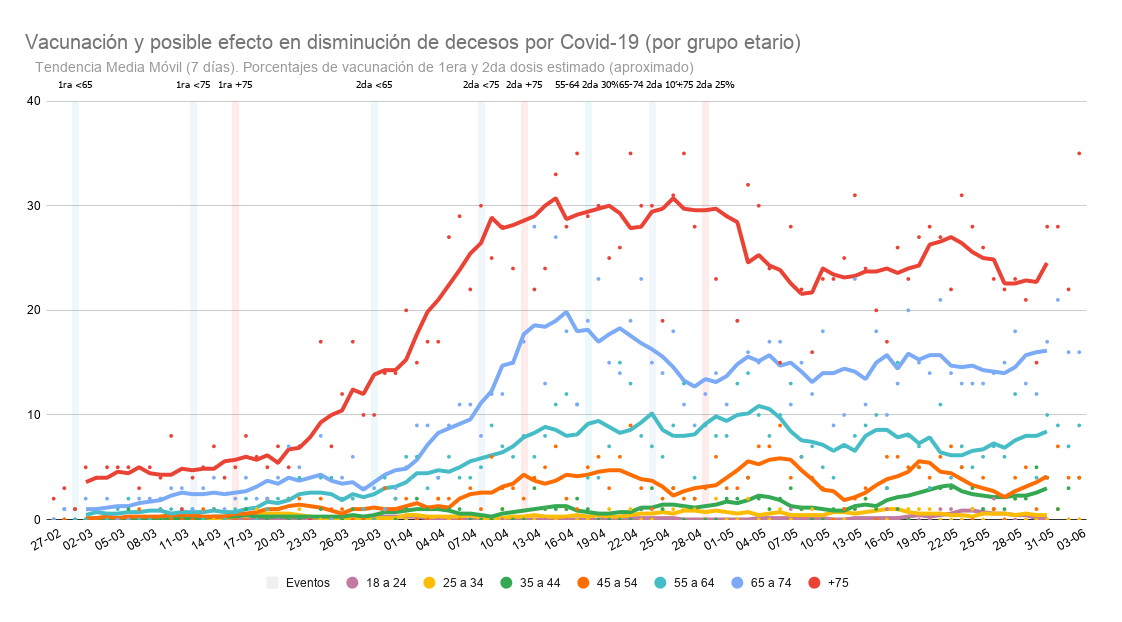 Vacunación y posible efecto en disminución de decesos por Covid-19 (por grupo etario)
Tendencia Media Móvil (7 días). Porcentajes de vacunación de 1era y 2da dosis estimado (aproximado)
1ra <65 1ra <75 1ra +75 2da <65 2da <75 2da +75 55-64 2da 30% 65-74 2da 10% +75 2da 25%
40
30
20
10
0
27-02 02-03 05-03 08-03 11-03 14-03 17-03 20-03 23-03 26-03 29-03 01-04 04-04 07-04 10-04 13-04 16-04 19-04 22-04 25-04 28-04 01-05 04-05 07-05 10-05 13-05 16-05 19-05 22-05 25-05 28-05 31-05 03-06
Eventos 18 a 24 25 a 34 35 a 44 45 a 54 55 a 64 65 a 74 +75